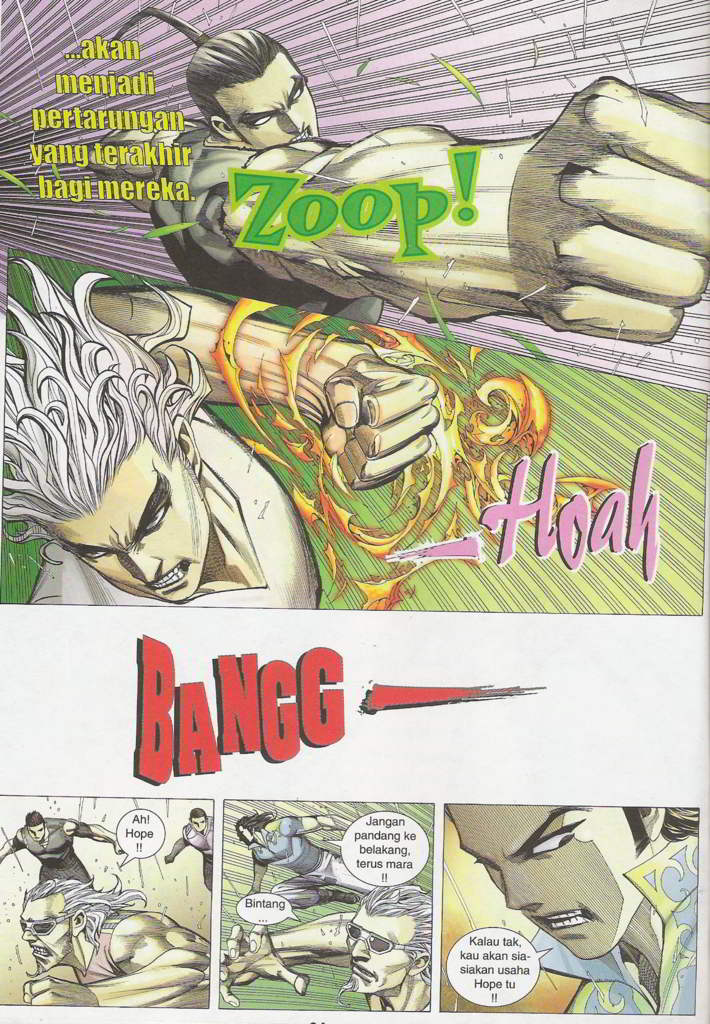 ...akan
menjadi
pertarungan
yang terakhir
bagi mereka.
Zoop!
Hoah
BANGG
Ah!
Hope
!!
Jangan
pandang ke
belakang,
terus mara
!!
Bintang
...
Kalau tak,
kau akan sia-
siakan usaha
Hope tu
!!